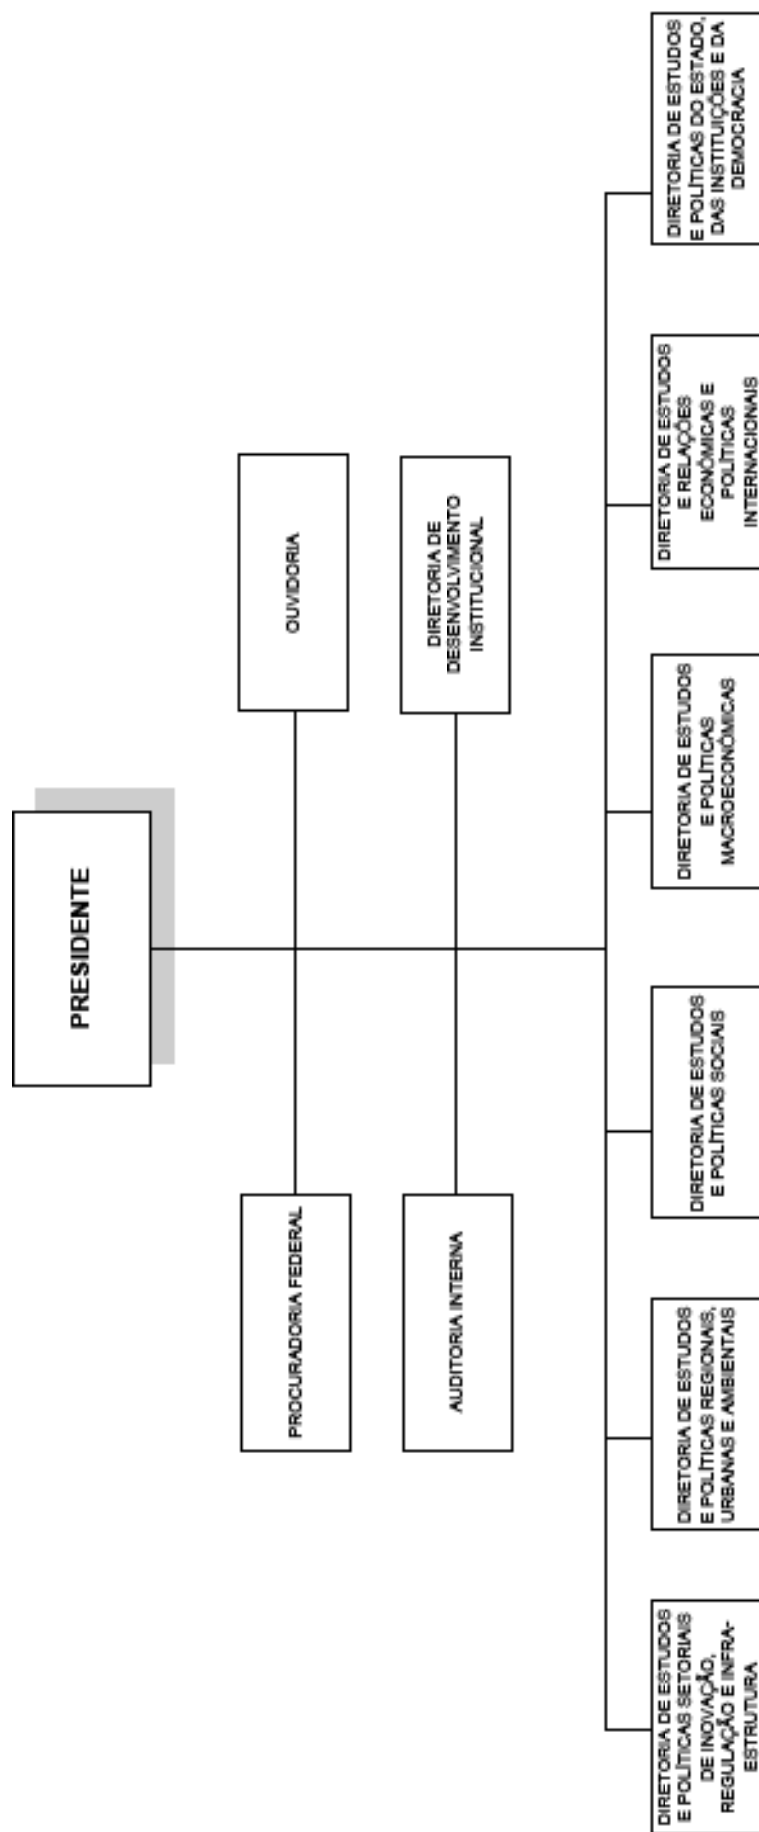 PRESIDENTE
PROCURADORIA FEDERAL
OUVIDORIA
AUDITORIA INTERNA
DIRETORIA DE
DESENVOLVIMENTO
INSTITUCIONAL
DIRETORIA DE ESTUDOS
E POLÍTICAS SETORIAIS
DE INOVAÇÃO,
REGULAÇÃO E INFRA-
ESTRUTURA
DIRETORIA DE ESTUDOS
E POLÍTICAS REGIONAIS,
URBANAS E AMBIENTAIS
DIRETORIA DE ESTUDOS
E POLÍTICAS SOCIAIS
DIRETORIA DE ESTUDOS
E POLÍTICAS
MACROECONÔMICAS
DIRETORIA DE ESTUDOS
E RELAÇÕES
ECONÔMICAS E
POLÍTICAS
INTERNACIONAIS
DIRETORIA DE ESTUDOS
E POLÍTICAS DO ESTADO,
DAS INSTITUIÇÕES E DA
DEMOCRACIA